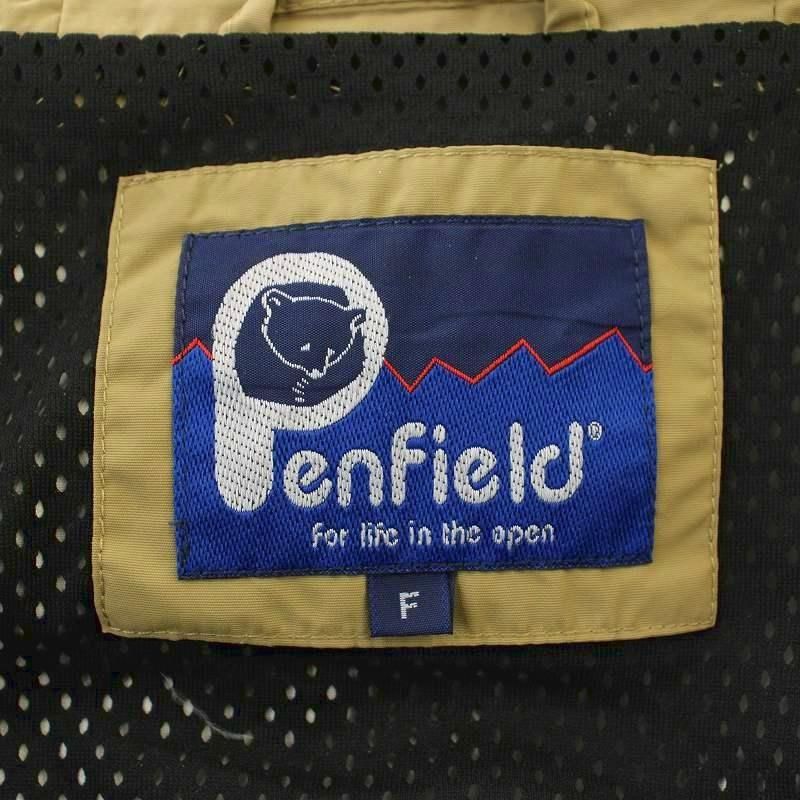 Penfield®
for life in the open
F